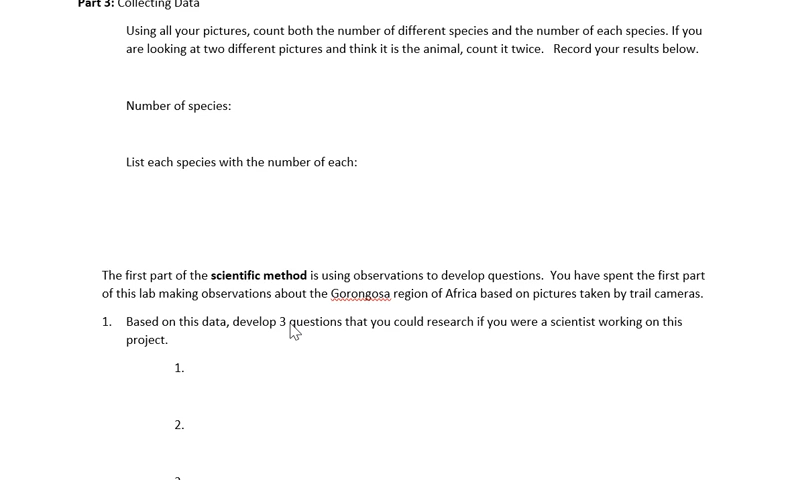 Part 3: Collecting Data
Using all your pictures, count both the number of different species and the number of each species. If you
are looking at two different pictures and think it is the animal, count it twice.   Record your results below.
Number of species:
List each species with the number of each:
The first part of the scientific method is using observations to develop questions.  You have spent the first part
of this lab making observations about the Gorongosa region of Africa based on pictures taken by trail cameras.
1. Based on this data, develop 3 questions that you could research if you were a scientist working on this
project.
1.
2.